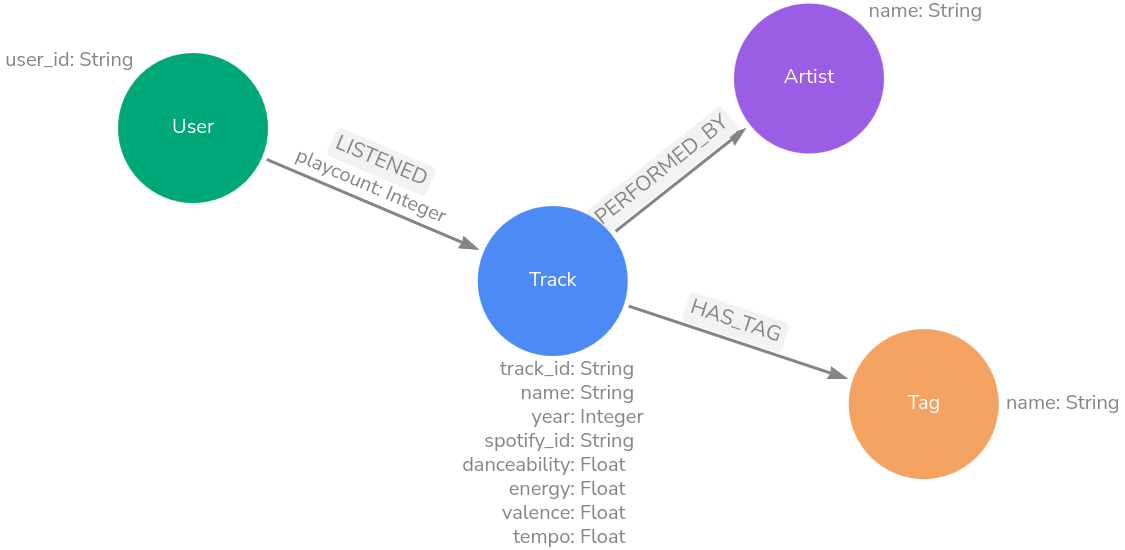 name: String
user_id: String
Artist
User
PERFORMED_BY
LISTENED
playcount: Integer
Track
HAS_TAG
track_id: String
name: String
year: Integer
spotify_id: String
danceability: Float
energy: Float
valence: Float
tempo: Float
Tag
name: String